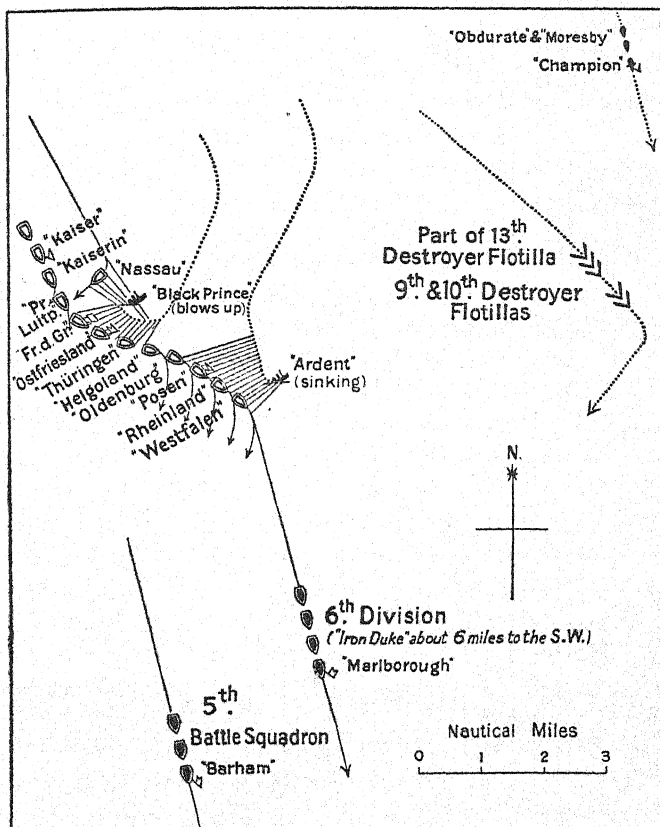 "Obdurate"&"Moresby"
"Champion"
"Kaiser"
"Kaiserin"
"Nassau"
"Pr.
Luitp."
"Fr.d.Gr."
"Ostfriesland"
"Thüringen"
"Helgoland"
"Oldenburg"
"Posen"
"Rheinland"
"Westfalen"
"Black Prince"
(blows up)
"Ardent"
(sinking)
Part of 13th.
Destroyer Flotilla
9th. & 10th. Destroyer
Flotillas
N.
6th. Division
("Iron Duke" about 6 miles to the S.W.)
"Marlborough"
5th.
Battle Squadron
"Barham"
Nautical Miles
0 1 2 3